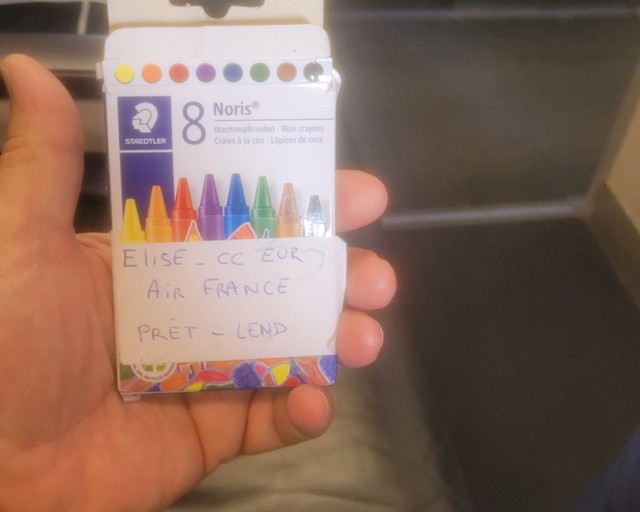 STAEDTLER
8
Noris®
Wachsmalkreiden · Wax crayons
Craies à la cire · Lápices de cera
ELISE - CC EUR
AIR FRANCE
PRÊT - LEND